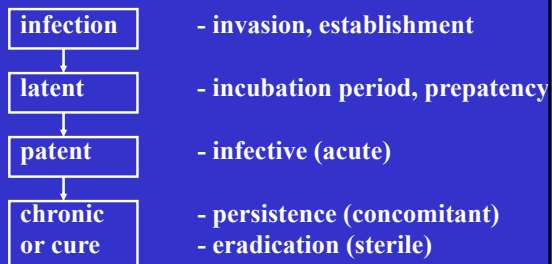 infection - invasion, establishment
latent - incubation period, prepatency
patent - infective (acute)
chronic - persistence (concomitant)
or cure - eradication (sterile)